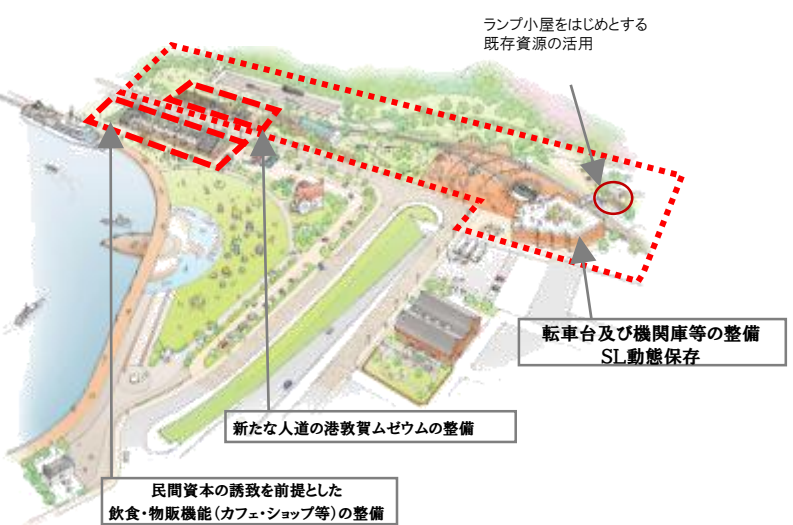 ランプ小屋をはじめとする
既存資源の活用
転車台及び機関庫等の整備
SL動態保存
新たな人道の港敦賀ムゼウムの整備
民間資本の誘致を前提とした
飲食・物販機能(カフェ・ショップ等)の整備